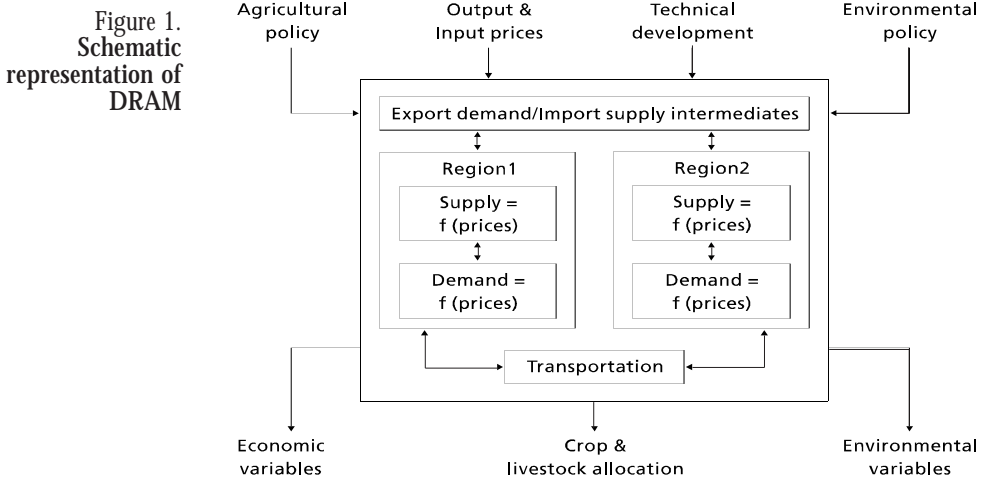 Figure 1.
Schematic
representation of
DRAM
Agricultural
policy
Output &
Input prices
Technical
development
Environmental
policy
Export demand/Import supply intermediates
Region1
Supply =
f (prices)
Demand =
f (prices)
Region2
Supply =
f (prices)
Demand =
f (prices)
Transportation
Economic
variables
Crop &
livestock allocation
Environmental
variables